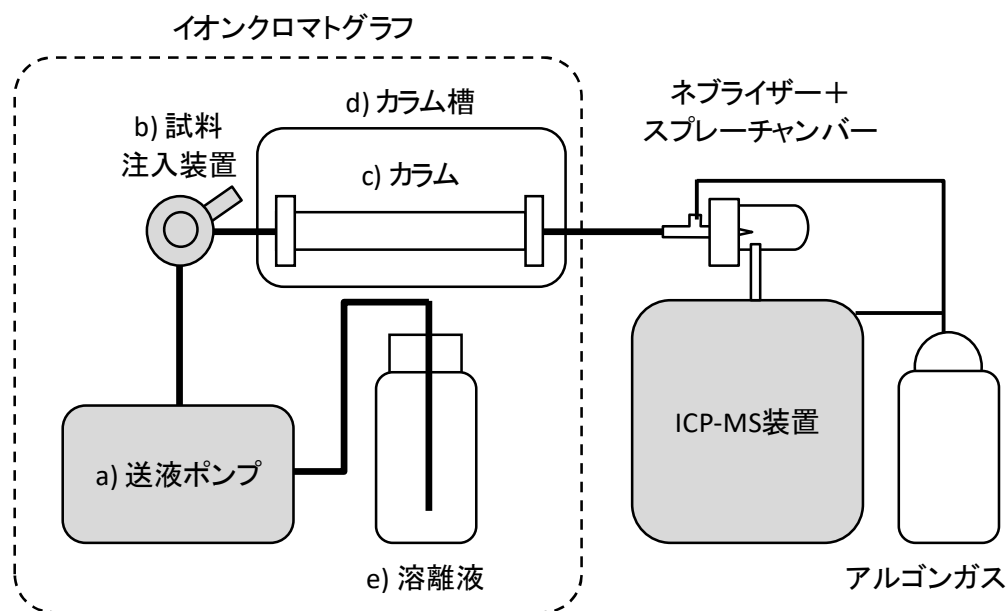 イオンクロマトグラフ
d) カラム槽
b) 試料
注入装置
c) カラム
ネブライザー＋
スプレーチャンバー
a) 送液ポンプ
ICP-MS装置
e) 溶離液
アルゴンガス